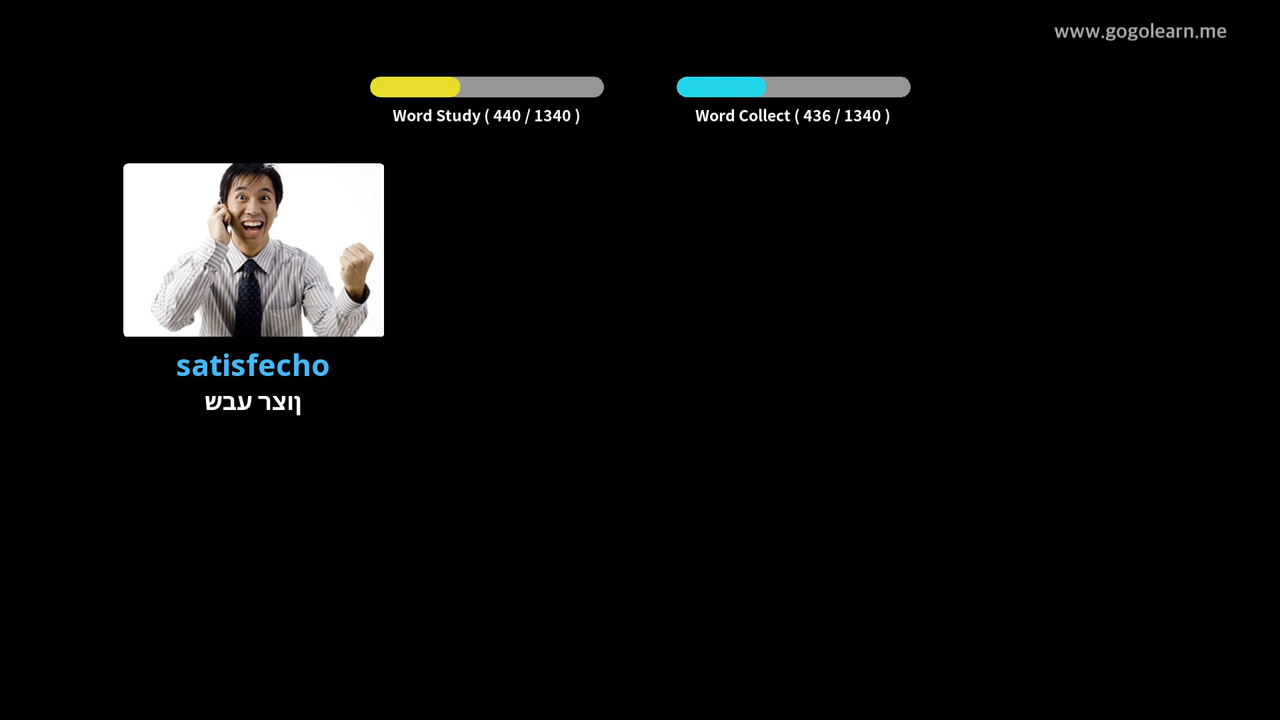 www.gogolearn.me
Word Study ( 440 / 1340 )
Word Collect ( 436 / 1340 )
satisfecho
ןוצר עבש